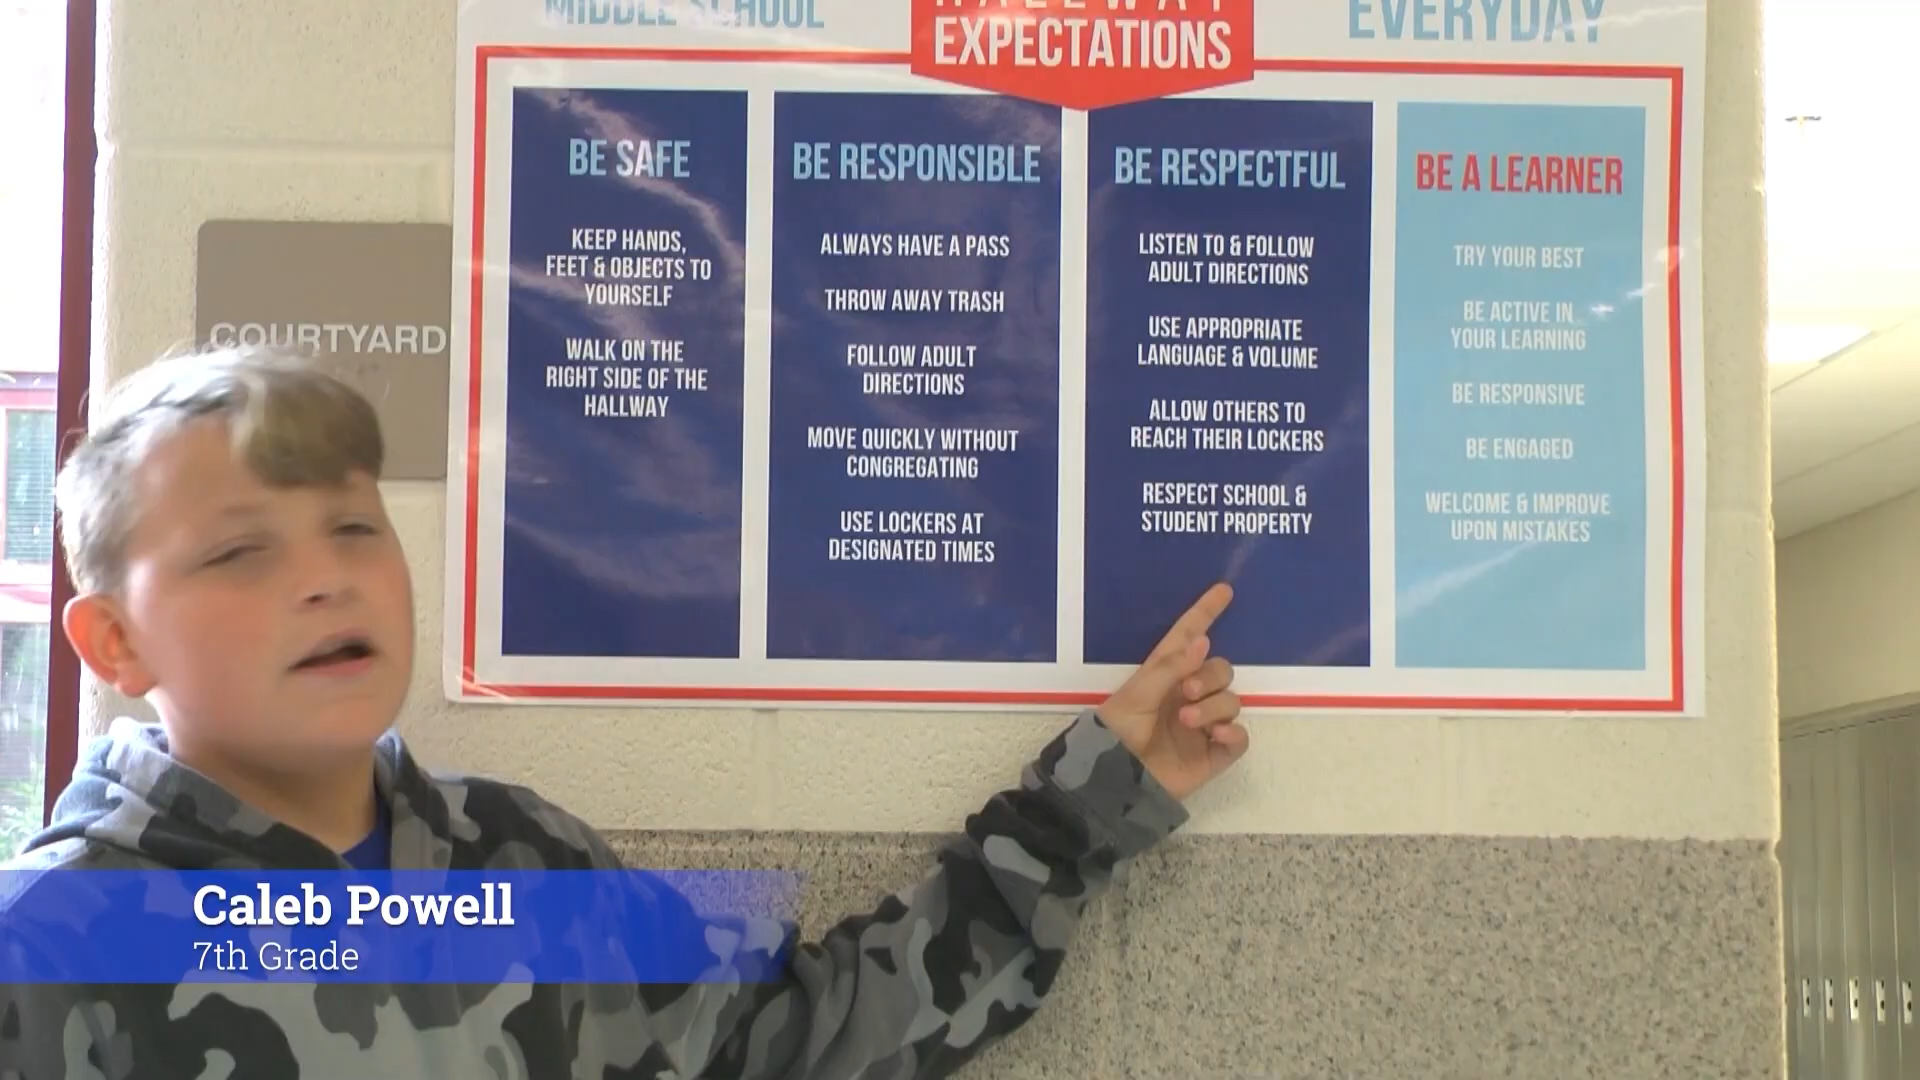 MIDDLE SCHOOL
HALLWAY
EXPECTATIONS
EVERYDAY
BE SAFE
KEEP HANDS,
FEET & OBJECTS TO
YOURSELF
WALK ON THE
RIGHT SIDE OF THE
HALLWAY
BE RESPONSIBLE
ALWAYS HAVE A PASS
THROW AWAY TRASH
FOLLOW ADULT
DIRECTIONS
MOVE QUICKLY WITHOUT
CONGREGATING
USE LOCKERS AT
DESIGNATED TIMES
BE RESPECTFUL
LISTEN TO & FOLLOW
ADULT DIRECTIONS
USE APPROPRIATE
LANGUAGE & VOLUME
ALLOW OTHERS TO
REACH THEIR LOCKERS
RESPECT SCHOOL &
STUDENT PROPERTY
BE A LEARNER
TRY YOUR BEST
BE ACTIVE IN
YOUR LEARNING
BE RESPONSIVE
BE ENGAGED
WELCOME & IMPROVE
UPON MISTAKES
COURTYARD
Caleb Powell
7th Grade